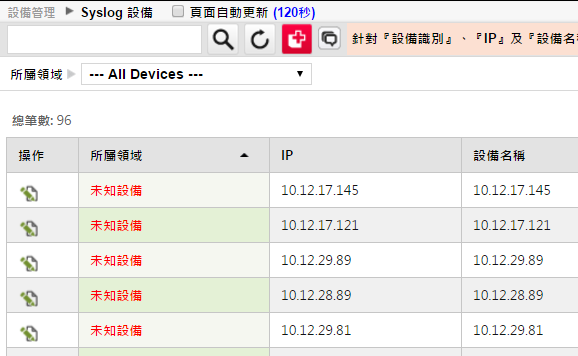 設備管理 ▶ Syslog 設備 頁面自動更新 (120秒)
針對『設備識別』、『IP』及『設備名
所屬領域 --- All Devices ---
總筆數: 96
操作 所屬領域 IP 設備名稱
未知設備 10.12.17.145 10.12.17.145
未知設備 10.12.17.121 10.12.17.121
未知設備 10.12.29.89 10.12.29.89
未知設備 10.12.28.89 10.12.28.89
未知設備 10.12.29.81 10.12.29.81